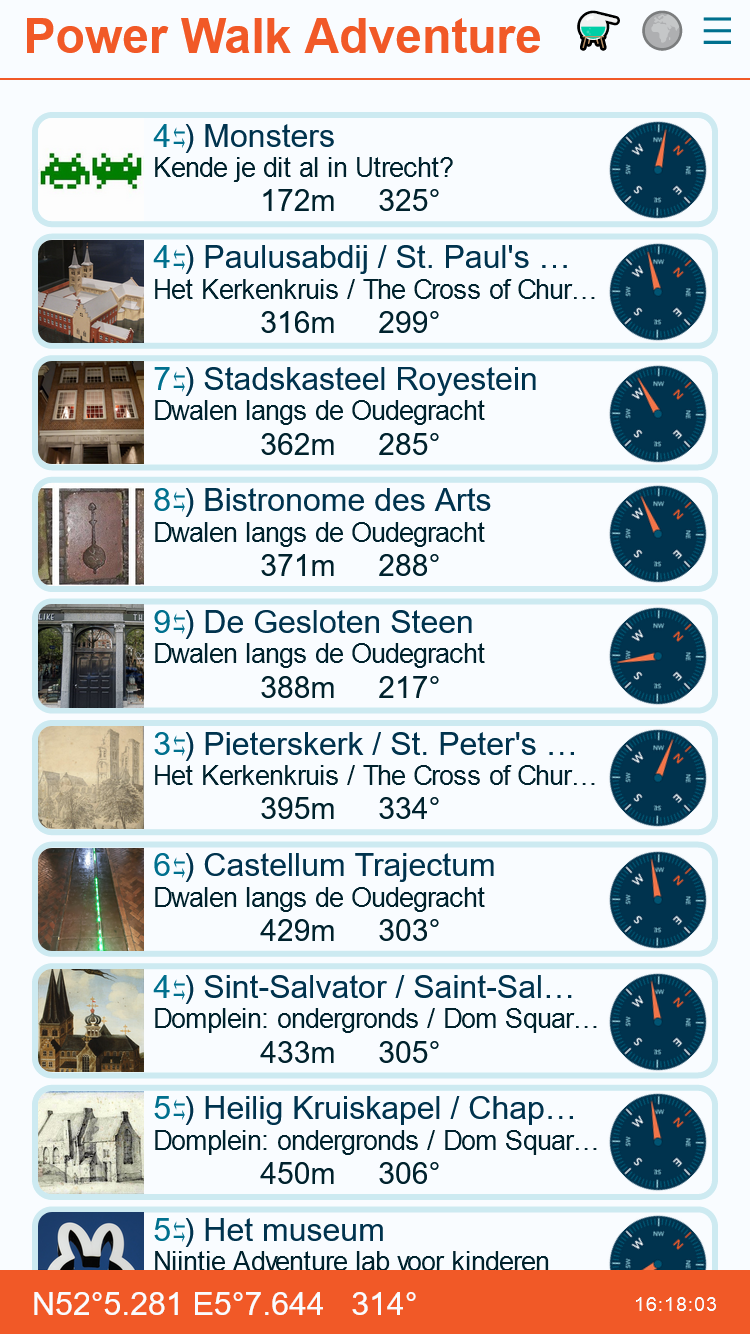 Power Walk Adventure
4⇆) Monsters
Kende je dit al in Utrecht?
172m 325°
4⇆) Paulusabdij / St. Paul's …
Het Kerkenkruis / The Cross of Chur…
316m 299°
7⇆) Stadskasteel Royestein
Dwalen langs de Oudegracht
362m 285°
8⇆) Bistronome des Arts
Dwalen langs de Oudegracht
371m 288°
9⇆) De Gesloten Steen
Dwalen langs de Oudegracht
388m 217°
3⇆) Pieterskerk / St. Peter's …
Het Kerkenkruis / The Cross of Chur…
395m 334°
6⇆) Castellum Trajectum
Dwalen langs de Oudegracht
429m 303°
4⇆) Sint-Salvator / Saint-Sal…
Domplein: ondergronds / Dom Squar…
433m 305°
5⇆) Heilig Kruiskapel / Chap…
Domplein: ondergronds / Dom Squar…
450m 306°
5⇆) Het museum
Nijntje Adventure lab voor kinderen
N52°5.281 E5°7.644 314° 16:18:03